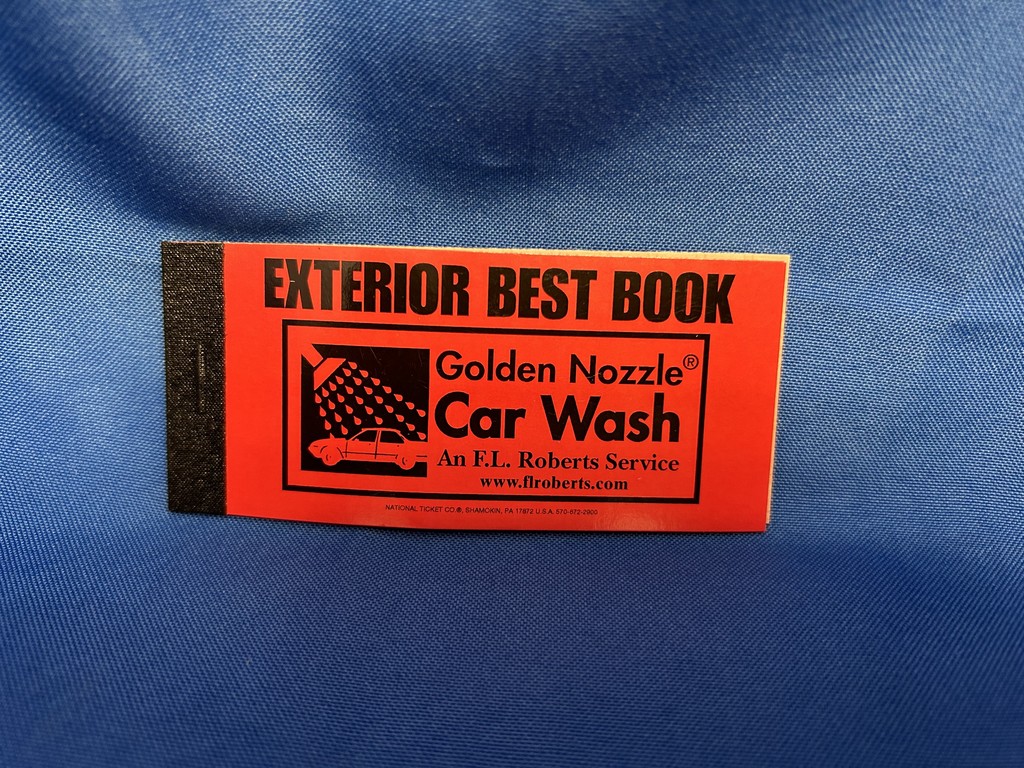 EXTERIOR BEST BOOK
Golden Nozzle®
Car Wash
An F.L. Roberts Service
www.flroberts.com
NATIONAL TICKET CO.®, SHAMOKIN, PA 17872 U.S.A. 570-672-2900